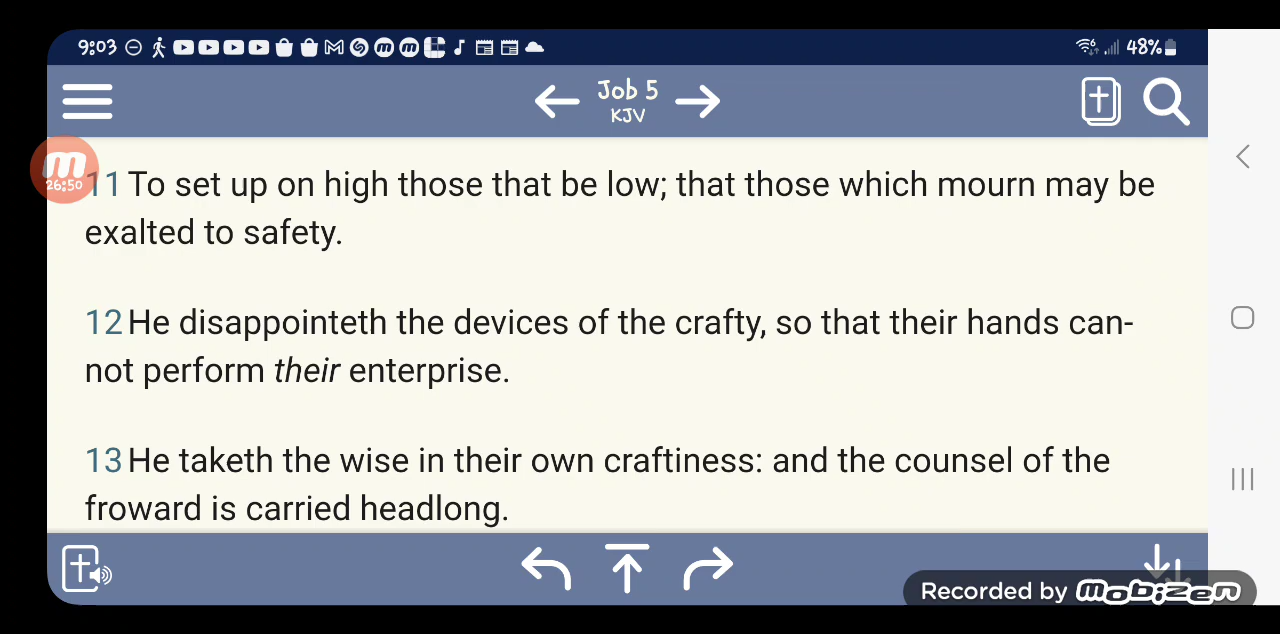 9:03
48%
Job 5
KJV
m
26:50
11 To set up on high those that be low; that those which mourn may be
exalted to safety.
12 He disappointeth the devices of the crafty, so that their hands can-
not perform their enterprise.
13 He taketh the wise in their own craftiness: and the counsel of the
froward is carried headlong.
Recorded by mobizen